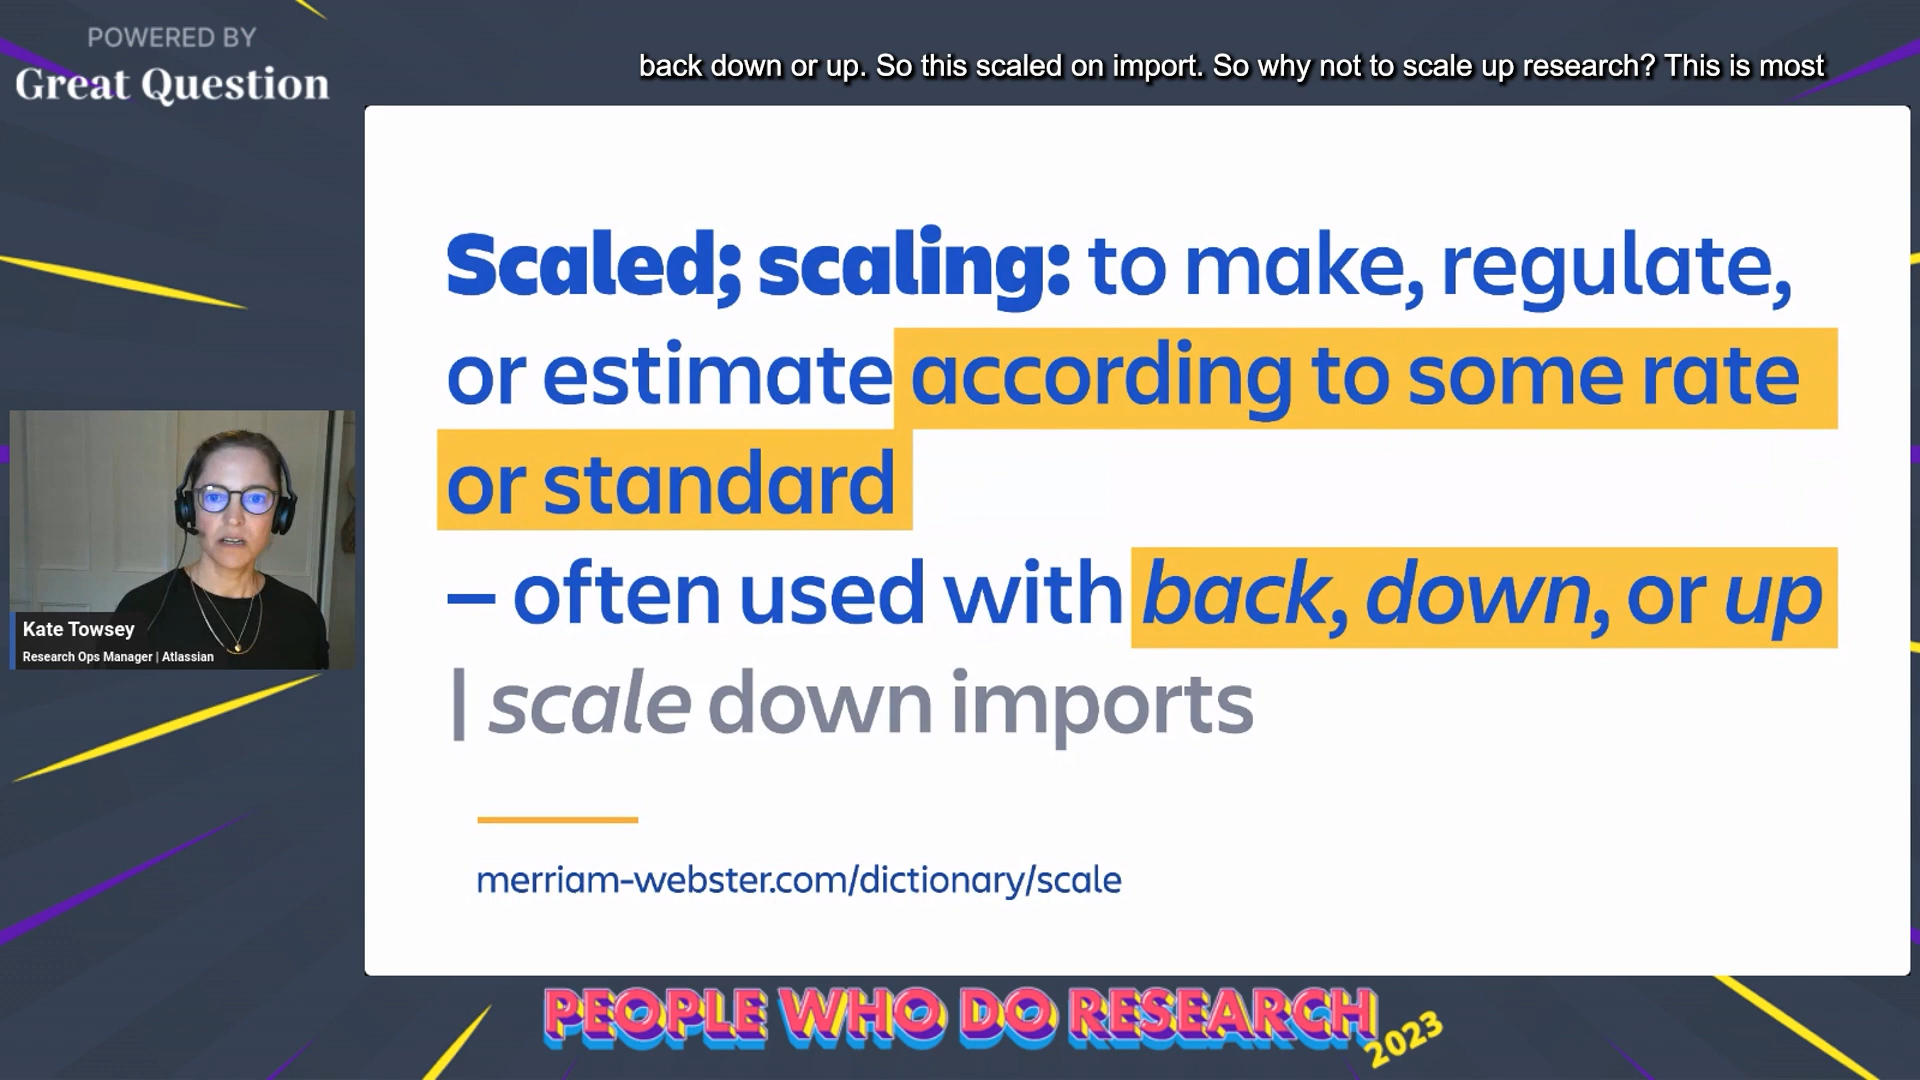 POWERED BY
Great Question
back down or up. So this scaled on import. So why not to scale up research? This is most
Scaled; scaling: to make, regulate,
or estimate according to some rate
or standard
– often used with back, down, or up
| scale down imports
merriam-webster.com/dictionary/scale
Kate Towsey
Research Ops Manager | Atlassian
PEOPLE WHO DO RESEARCH
2023